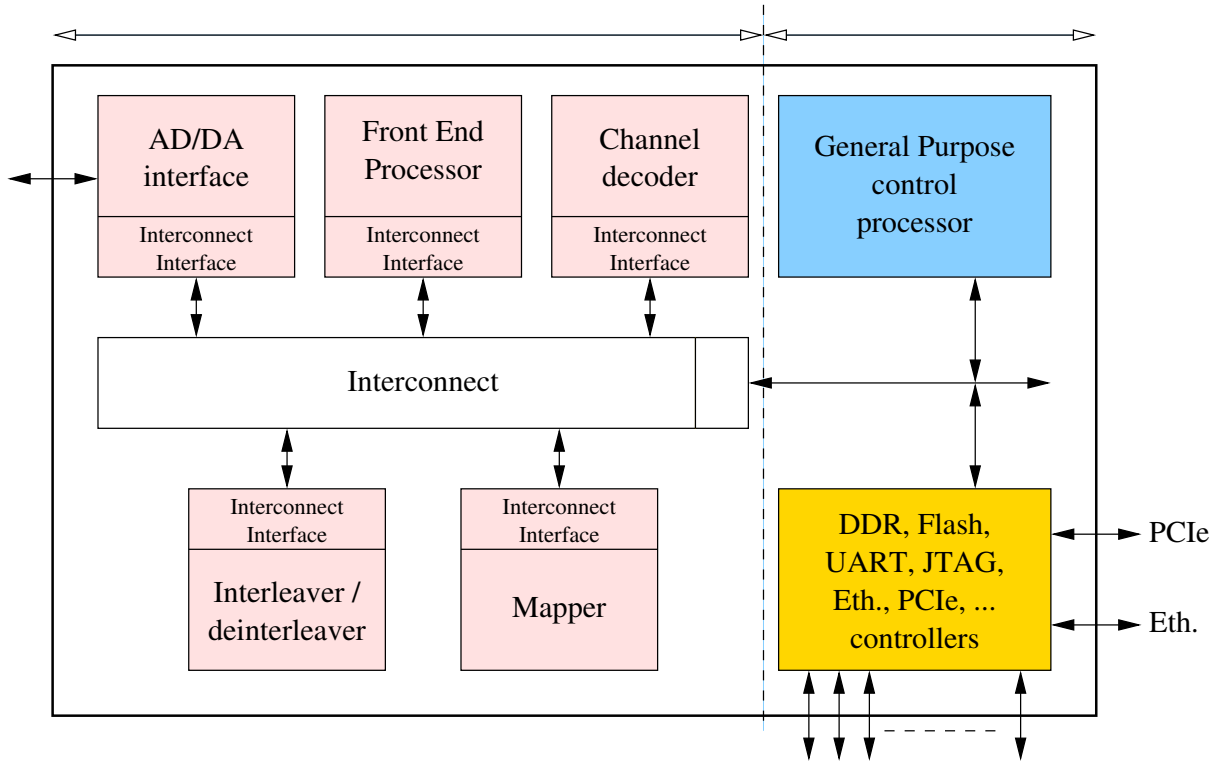 AD/DA
interface
Interconnect
Interface
Front End
Processor
Interconnect
Interface
Channel
decoder
Interconnect
Interface
General Purpose
control
processor
Interconnect
Interconnect
Interface
Interleaver /
deinterleaver
Interconnect
Interface
Mapper
DDR, Flash,
UART, JTAG,
Eth., PCIe, ...
controllers
PCIe
Eth.